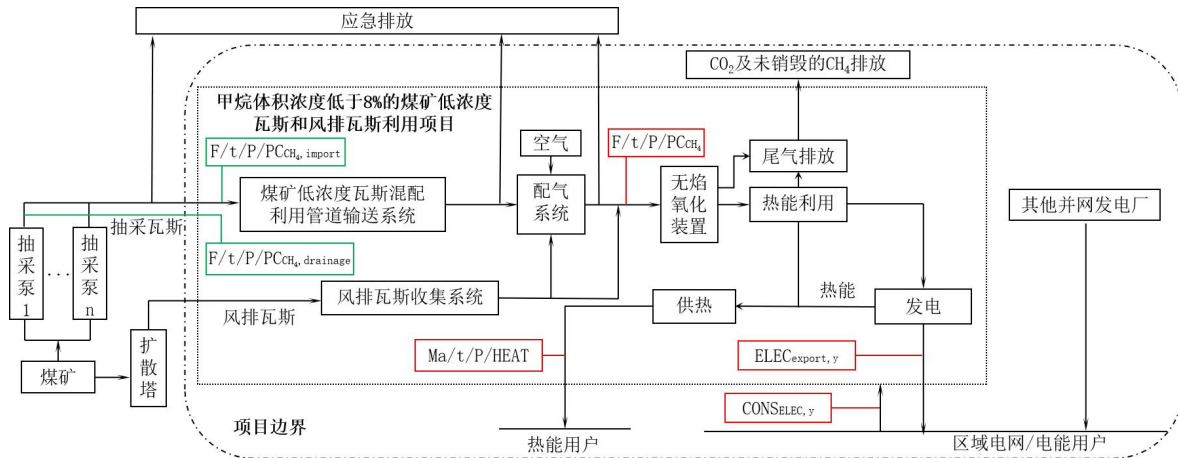 应急排放
CO₂及未销毁的CH₄排放
甲烷体积浓度低于8%的煤矿低浓度
瓦斯和风排瓦斯利用项目
F/t/P/PCCH₄,import
空气
F/t/P/PCCH₄
尾气排放
煤矿低浓度瓦斯混配
利用管道输送系统
配气
系统
无焰
氧化
装置
热能利用
其他并网发电厂
抽采瓦斯
抽采泵1
...
抽采泵n
F/t/P/PCCH₄,drainage
风排瓦斯收集系统
风排瓦斯
供热
热能
发电
扩散塔
煤矿
Ma/t/P/HEAT
ELECexport,y
CONSELEC,y
项目边界
热能用户
区域电网/电能用户